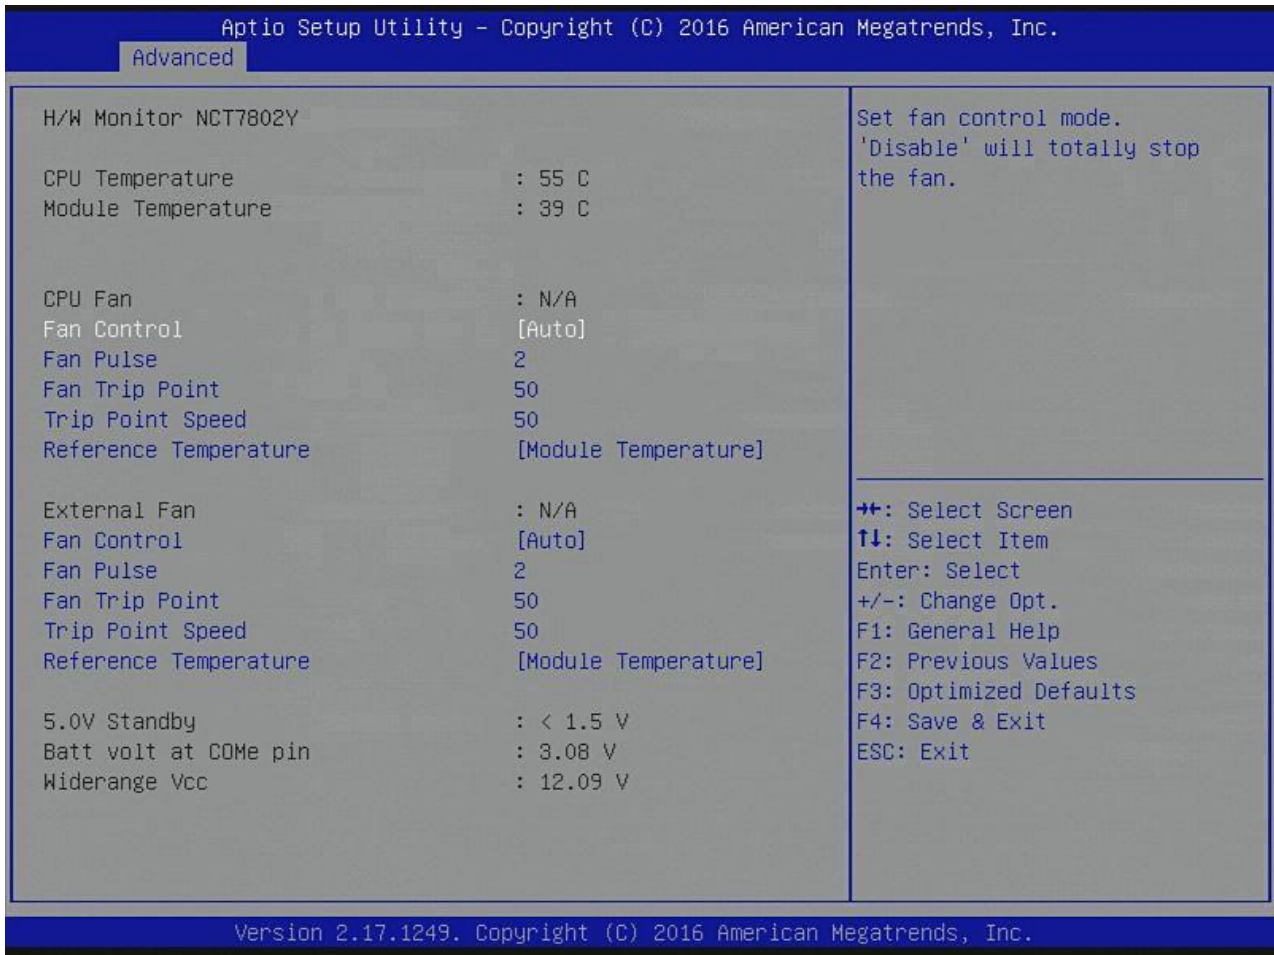 Aptio Setup Utility – Copyright (C) 2016 American Megatrends, Inc.
Advanced
H/W Monitor NCT7802Y
CPU Temperature : 55 C
Module Temperature : 39 C
CPU Fan : N/A
Fan Control [Auto]
Fan Pulse 2
Fan Trip Point 50
Trip Point Speed 50
Reference Temperature [Module Temperature]
External Fan : N/A
Fan Control [Auto]
Fan Pulse 2
Fan Trip Point 50
Trip Point Speed 50
Reference Temperature [Module Temperature]
5.0V Standby : < 1.5 V
Batt volt at COMe pin : 3.08 V
Widerange Vcc : 12.09 V
Set fan control mode.
'Disable' will totally stop
the fan.
→←: Select Screen
↑↓: Select Item
Enter: Select
+/-: Change Opt.
F1: General Help
F2: Previous Values
F3: Optimized Defaults
F4: Save & Exit
ESC: Exit
Version 2.17.1249. Copyright (C) 2016 American Megatrends, Inc.